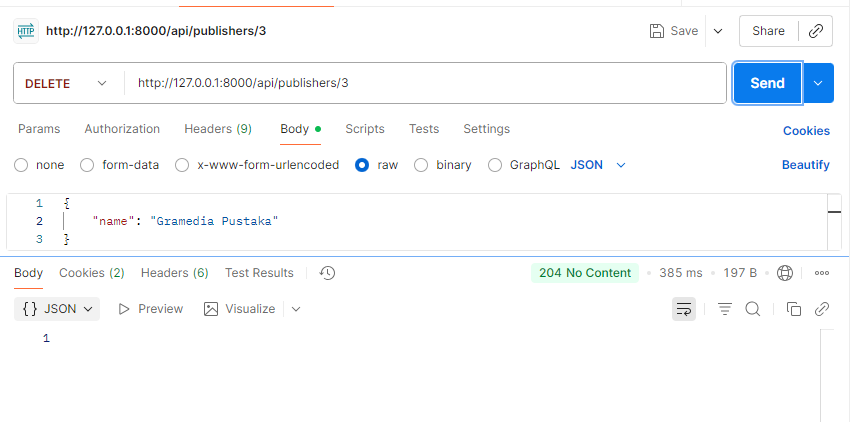 HTTP http://127.0.0.1:8000/api/publishers/3 Save Share
DELETE http://127.0.0.1:8000/api/publishers/3 Send
Params Authorization Headers (9) Body Scripts Tests Settings Cookies
none form-data x-www-form-urlencoded raw binary GraphQL JSON Beautify
1 {
2 "name": "Gramedia Pustaka"
3 }
Body Cookies (2) Headers (6) Test Results 204 No Content 385 ms 197 B
{} JSON Preview Visualize
1